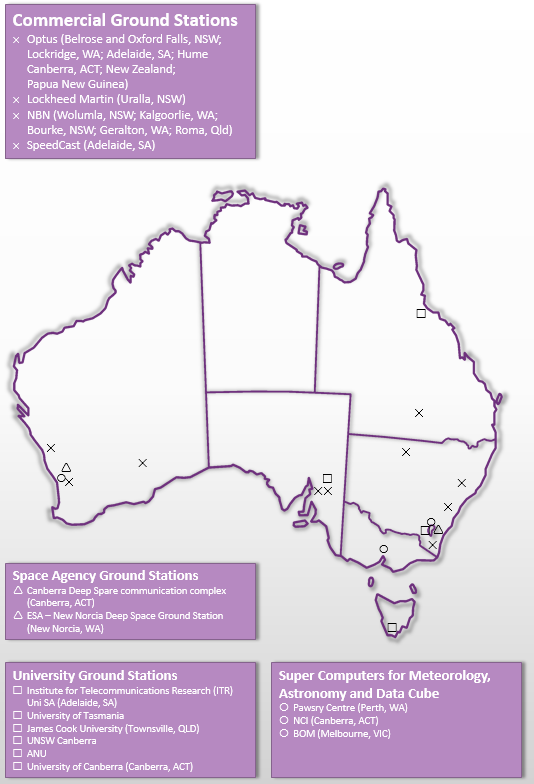 Commercial Ground Stations
× Optus (Belrose and Oxford Falls, NSW;
Lockridge, WA; Adelaide, SA; Hume
Canberra, ACT; New Zealand;
Papua New Guinea)
× Lockheed Martin (Uralla, NSW)
× NBN (Wolumla, NSW; Kalgoorlie, WA;
Bourke, NSW; Geralton, WA; Roma, Qld)
× SpeedCast (Adelaide, SA)
Space Agency Ground Stations
△ Canberra Deep Spare communication complex
(Canberra, ACT)
△ ESA – New Norcia Deep Space Ground Station
(New Norcia, WA)
University Ground Stations
□ Institute for Telecommunications Research (ITR)
Uni SA (Adelaide, SA)
□ University of Tasmania
□ James Cook University (Townsville, QLD)
□ UNSW Canberra
□ ANU
□ University of Canberra (Canberra, ACT)
Super Computers for Meteorology,
Astronomy and Data Cube
○ Pawsry Centre (Perth, WA)
○ NCI (Canberra, ACT)
○ BOM (Melbourne, VIC)